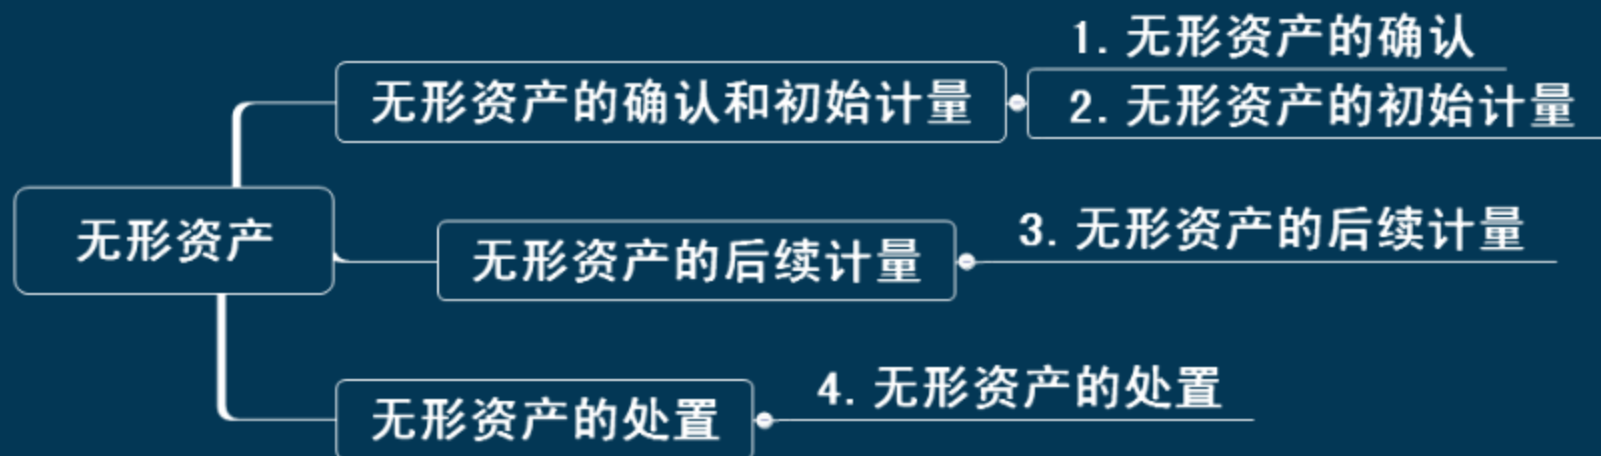 无形资产
无形资产的确认和初始计量
1. 无形资产的确认
2. 无形资产的初始计量
无形资产的后续计量
3. 无形资产的后续计量
无形资产的处置
4. 无形资产的处置